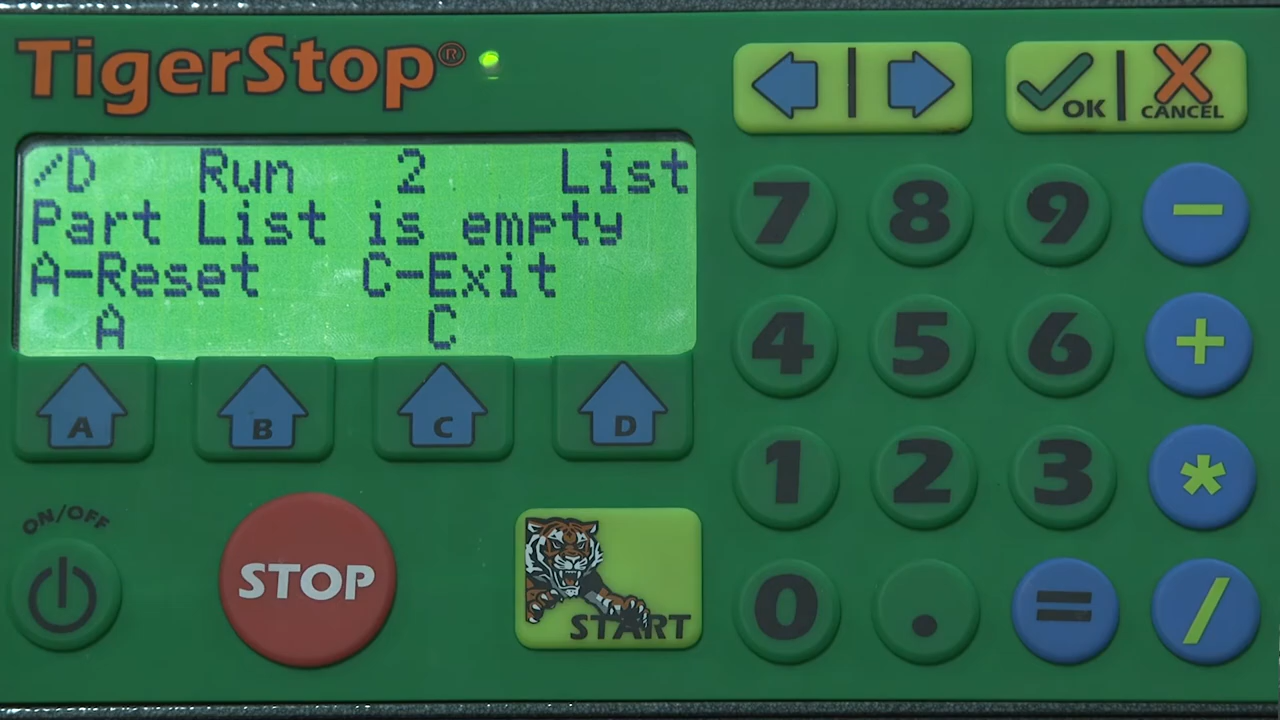 TigerStop®
/D Run 2 List
Part List is empty
A-Reset C-Exit
A C
A B C D
ON/OFF
STOP
START
OK CANCEL
7 8 9 -
4 5 6 +
1 2 3 *
0 . = /